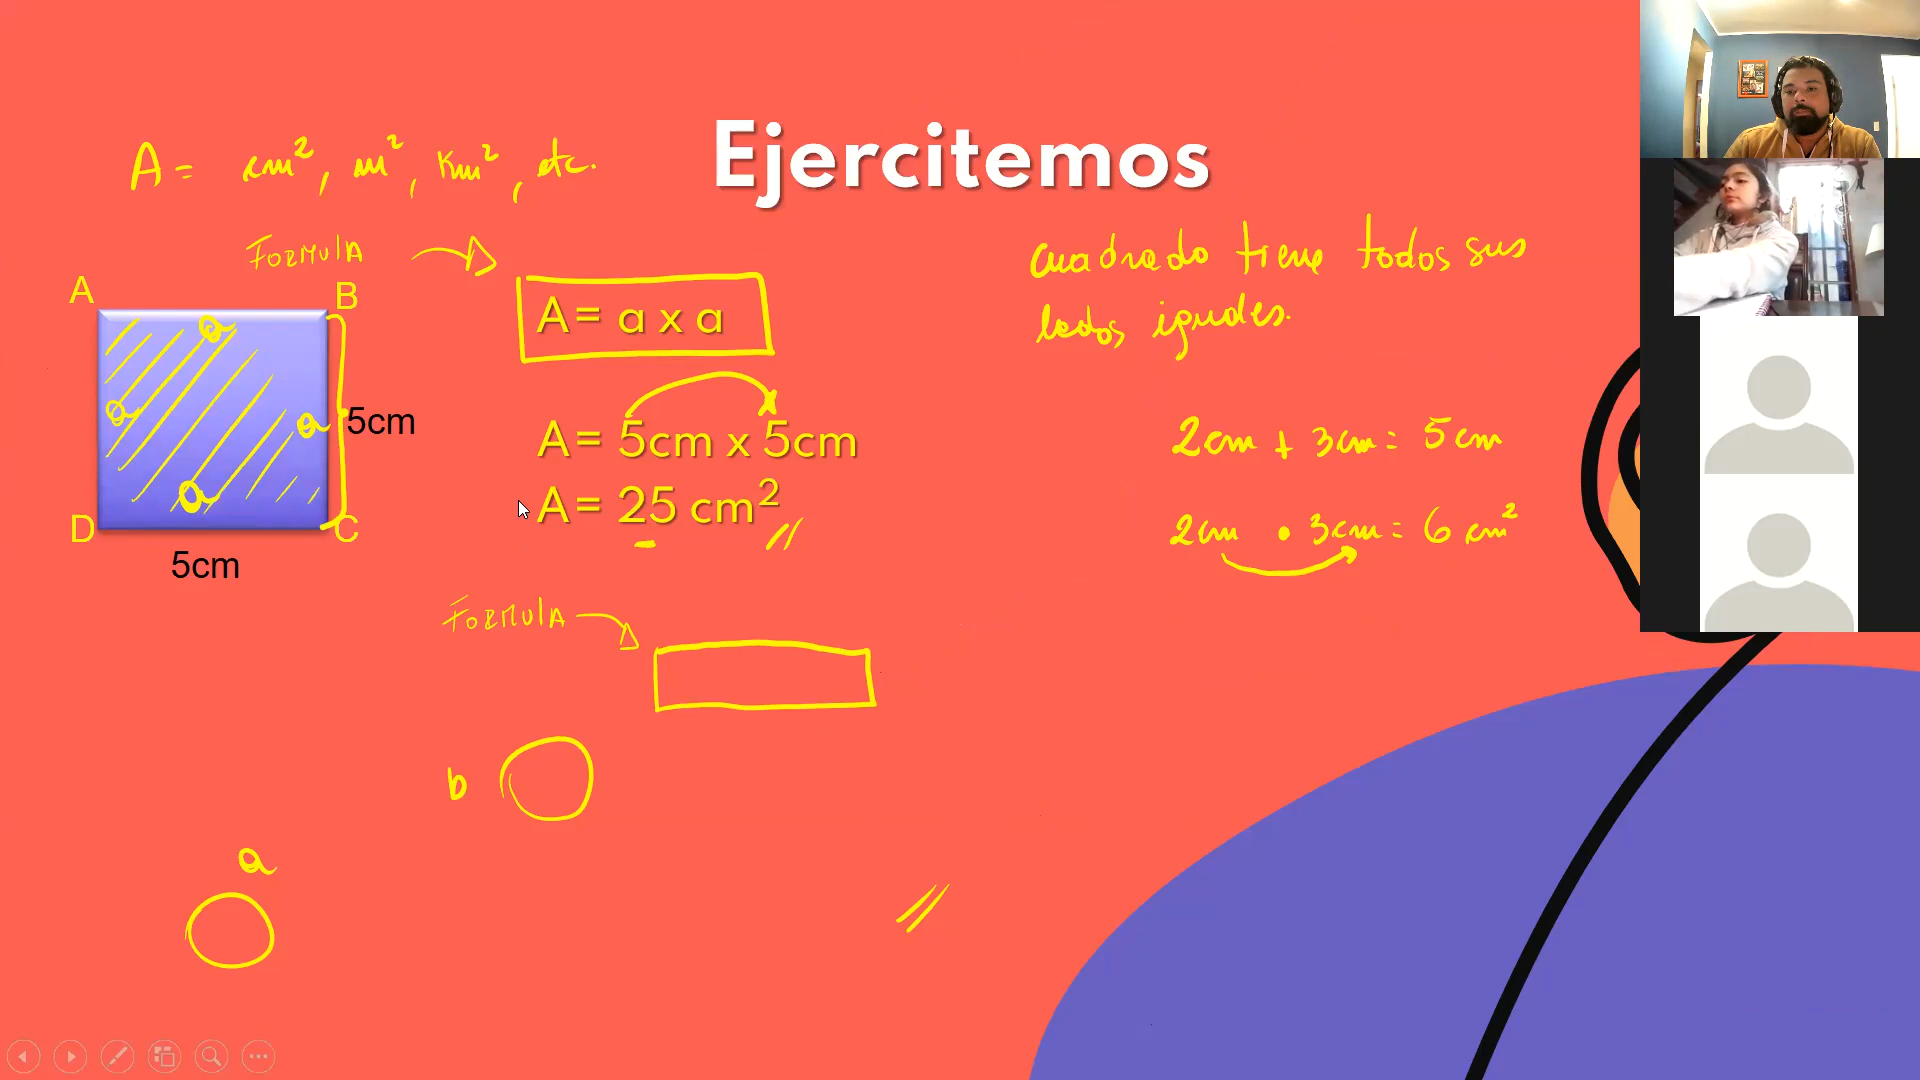 Ejercitemos
A = cm², m², Km², etc.
FORMULA
A = a x a
A
B
a
a
a
a
5cm
D
C
5cm
A = 5cm x 5cm
A = 25 cm²
cuadrado tiene todos sus
lados iguales.
2cm + 3cm = 5cm
2cm • 3cm = 6 cm²
FORMULA
b
a